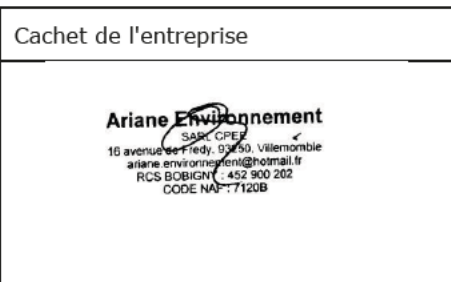 Cachet de l'entreprise
Ariane Environnement
SARL CPEE
16 avenue de Fredy. 93250, Villemomble
ariane.environnement@hotmail.fr
RCS BOBIGNY : 452 900 202
CODE NAF : 7120B